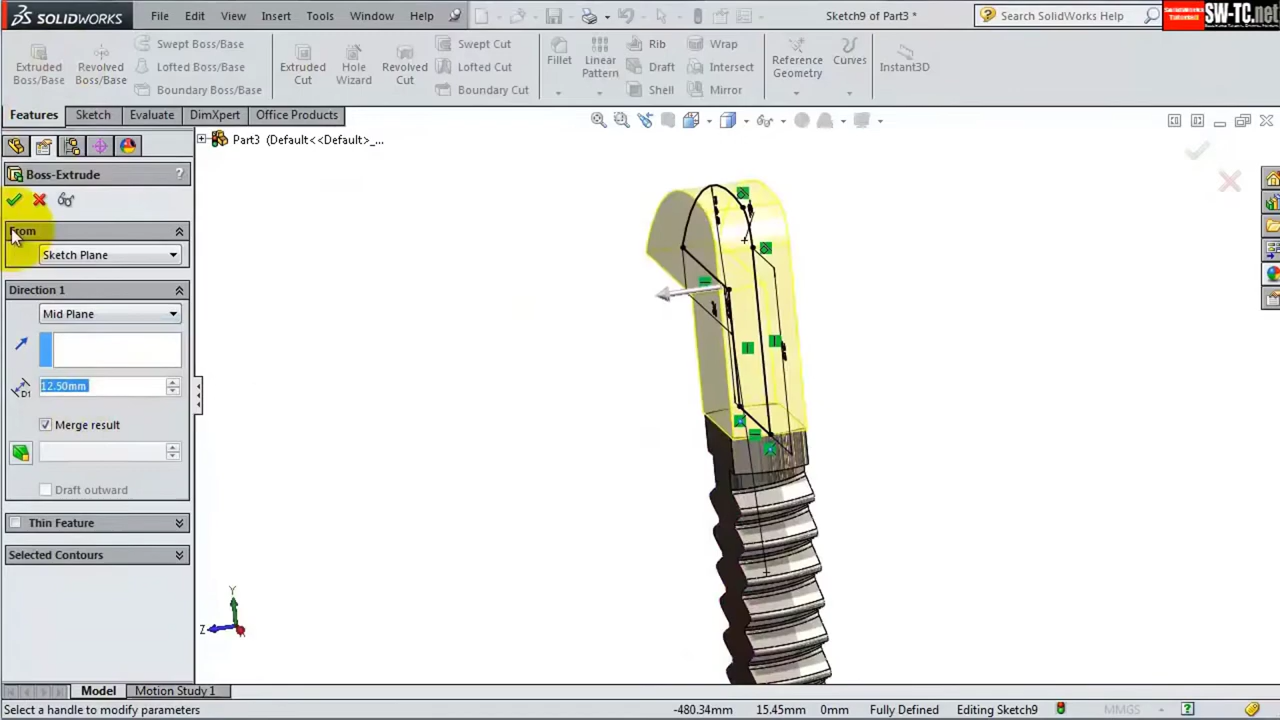 SOLIDWORKS
File Edit View Insert Tools Window Help
Sketch9 of Part3
Search SolidWorks Help
SolidWorks Tutorial
SW-TC.net
Extruded Boss/Base
Revolved Boss/Base
Swept Boss/Base
Lofted Boss/Base
Boundary Boss/Base
Extruded Cut
Hole Wizard
Revolved Cut
Swept Cut
Lofted Cut
Boundary Cut
Fillet
Linear Pattern
Rib
Draft
Shell
Wrap
Intersect
Mirror
Reference Geometry
Curves
Instant3D
Features Sketch Evaluate DimXpert Office Products
Part3 (Default<<Default>_...
Boss-Extrude ?
From
Sketch Plane
Direction 1
Mid Plane
D1
12.50mm
Merge result
Draft outward
Thin Feature
Selected Contours
Y
Z
Model Motion Study 1
Select a handle to modify parameters -480.34mm 15.45mm 0mm Fully Defined Editing Sketch9 MMGS ?